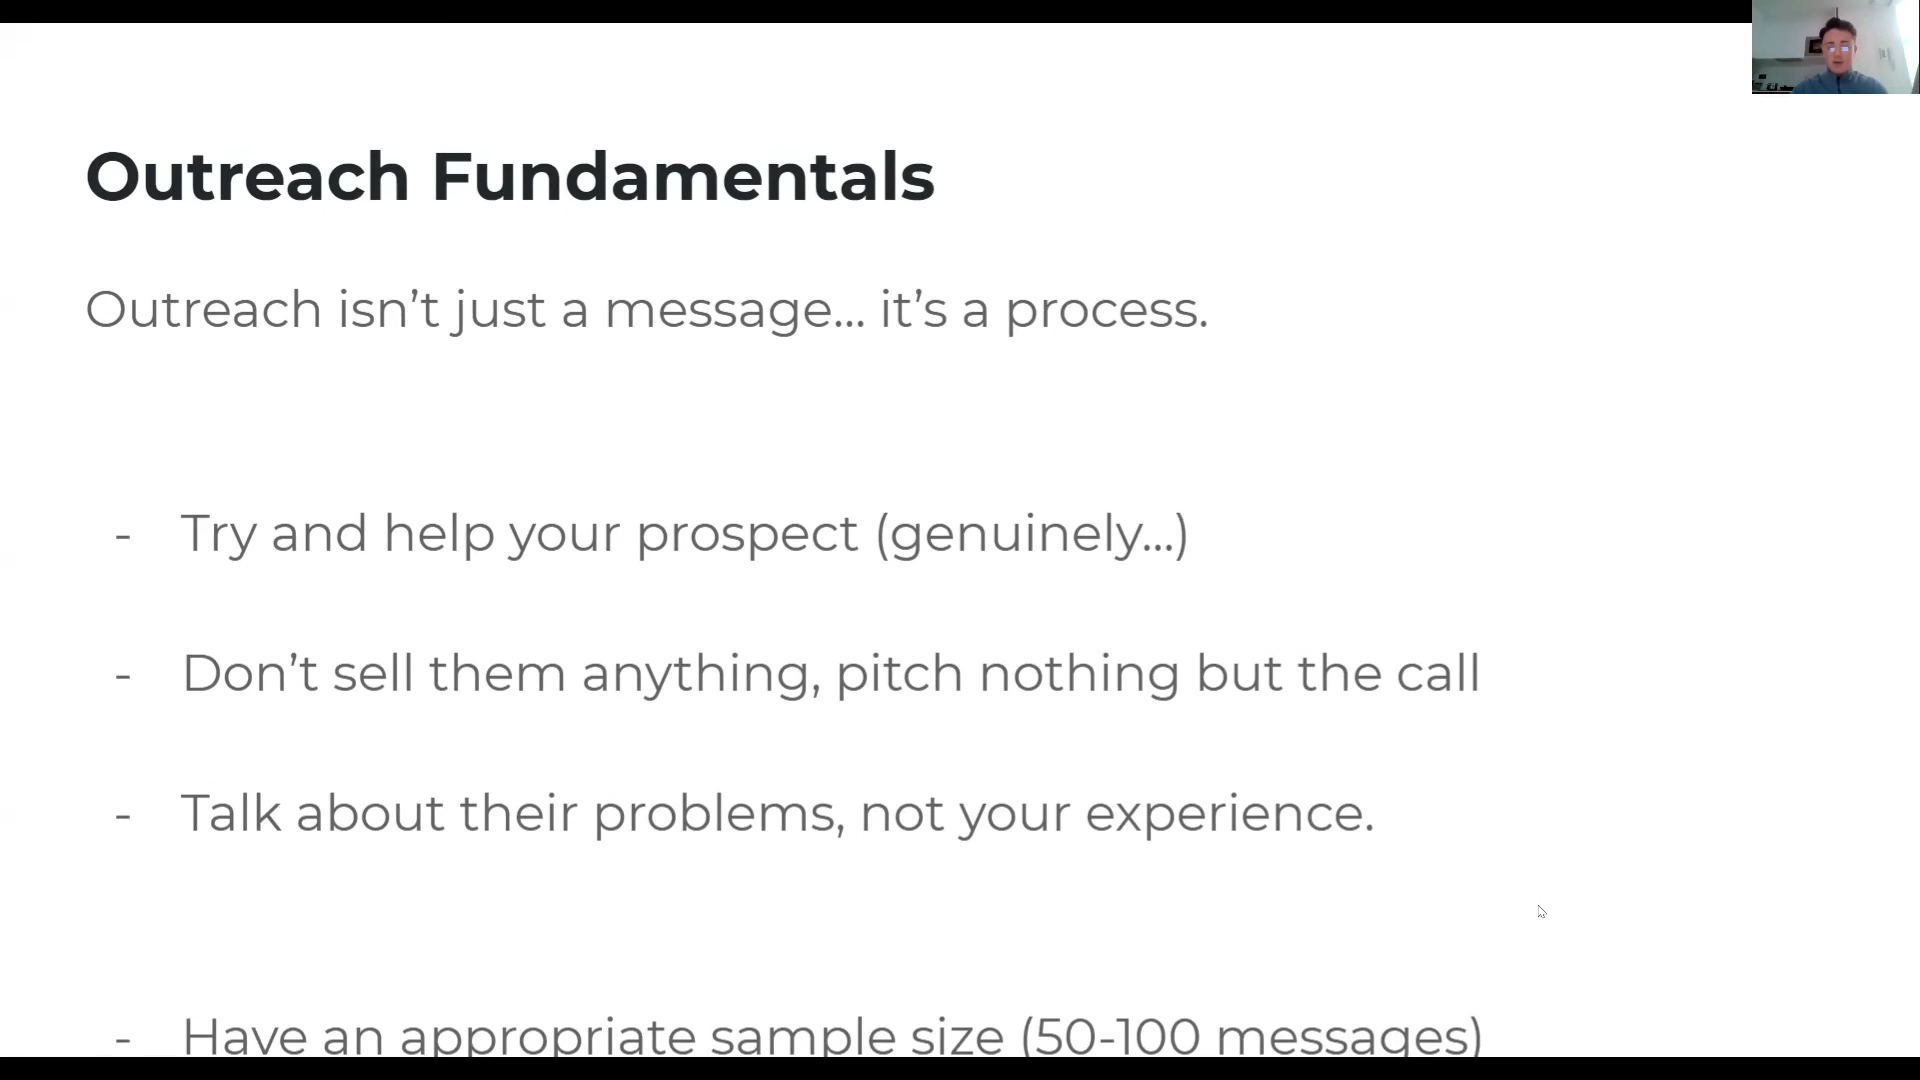 Outreach Fundamentals
Outreach isn’t just a message... it’s a process.
- Try and help your prospect (genuinely...)
- Don’t sell them anything, pitch nothing but the call
- Talk about their problems, not your experience.
- Have an appropriate sample size (50-100 messages)